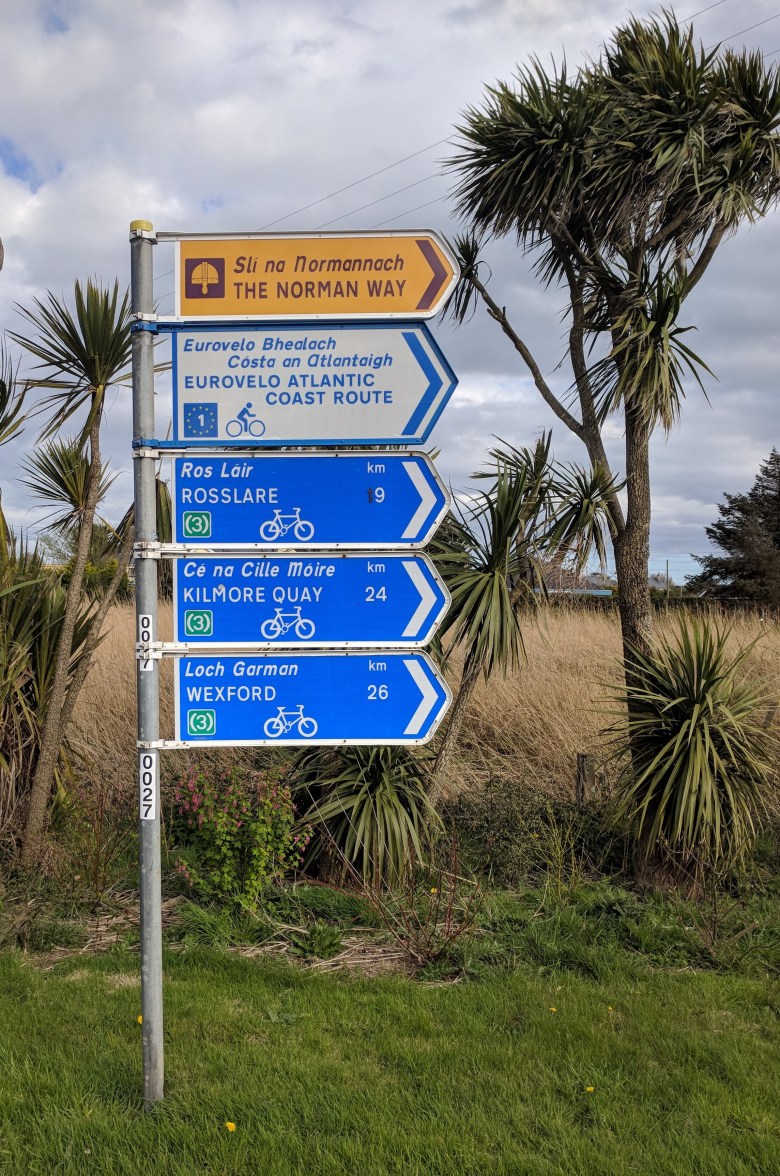 Slí na Normannach
THE NORMAN WAY
Eurovelo Bhealach
Cósta an Atlantaigh
EUROVELO ATLANTIC
COAST ROUTE
1
Ros Láir km
ROSSLARE 9
(3)
Cé na Cille Móire km
KILMORE QUAY 24
(3)
Loch Garman km
WEXFORD 26
(3)
0027